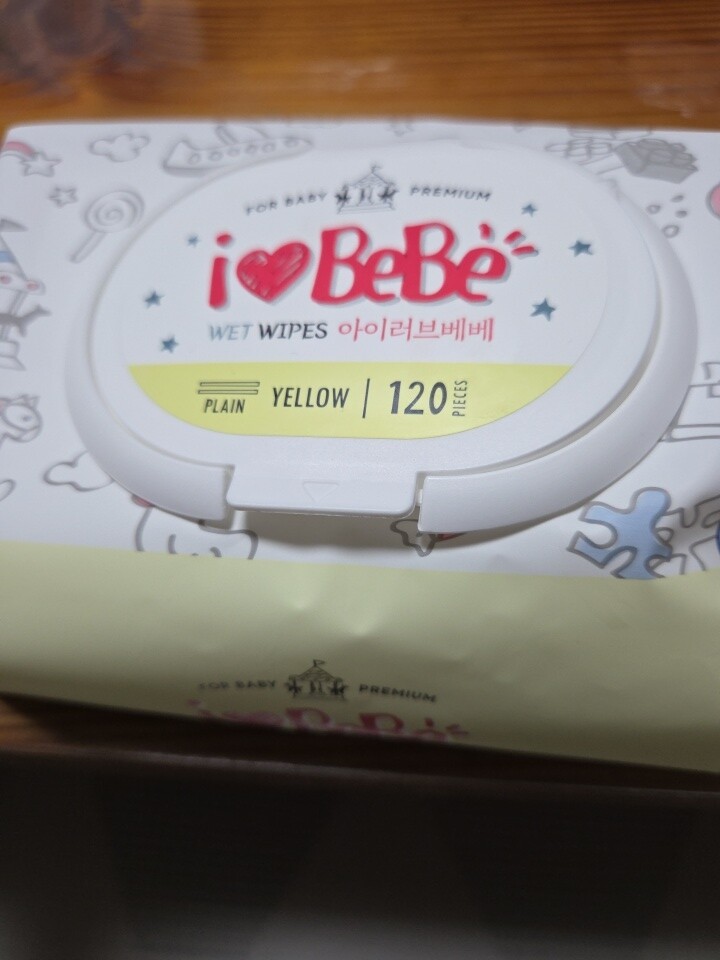 FOR BABY PREMIUM
i♥BeBe
WET WIPES 아이러브베베
PLAIN YELLOW | 120 PIECES
FOR BABY PREMIUM
i♥BeBe